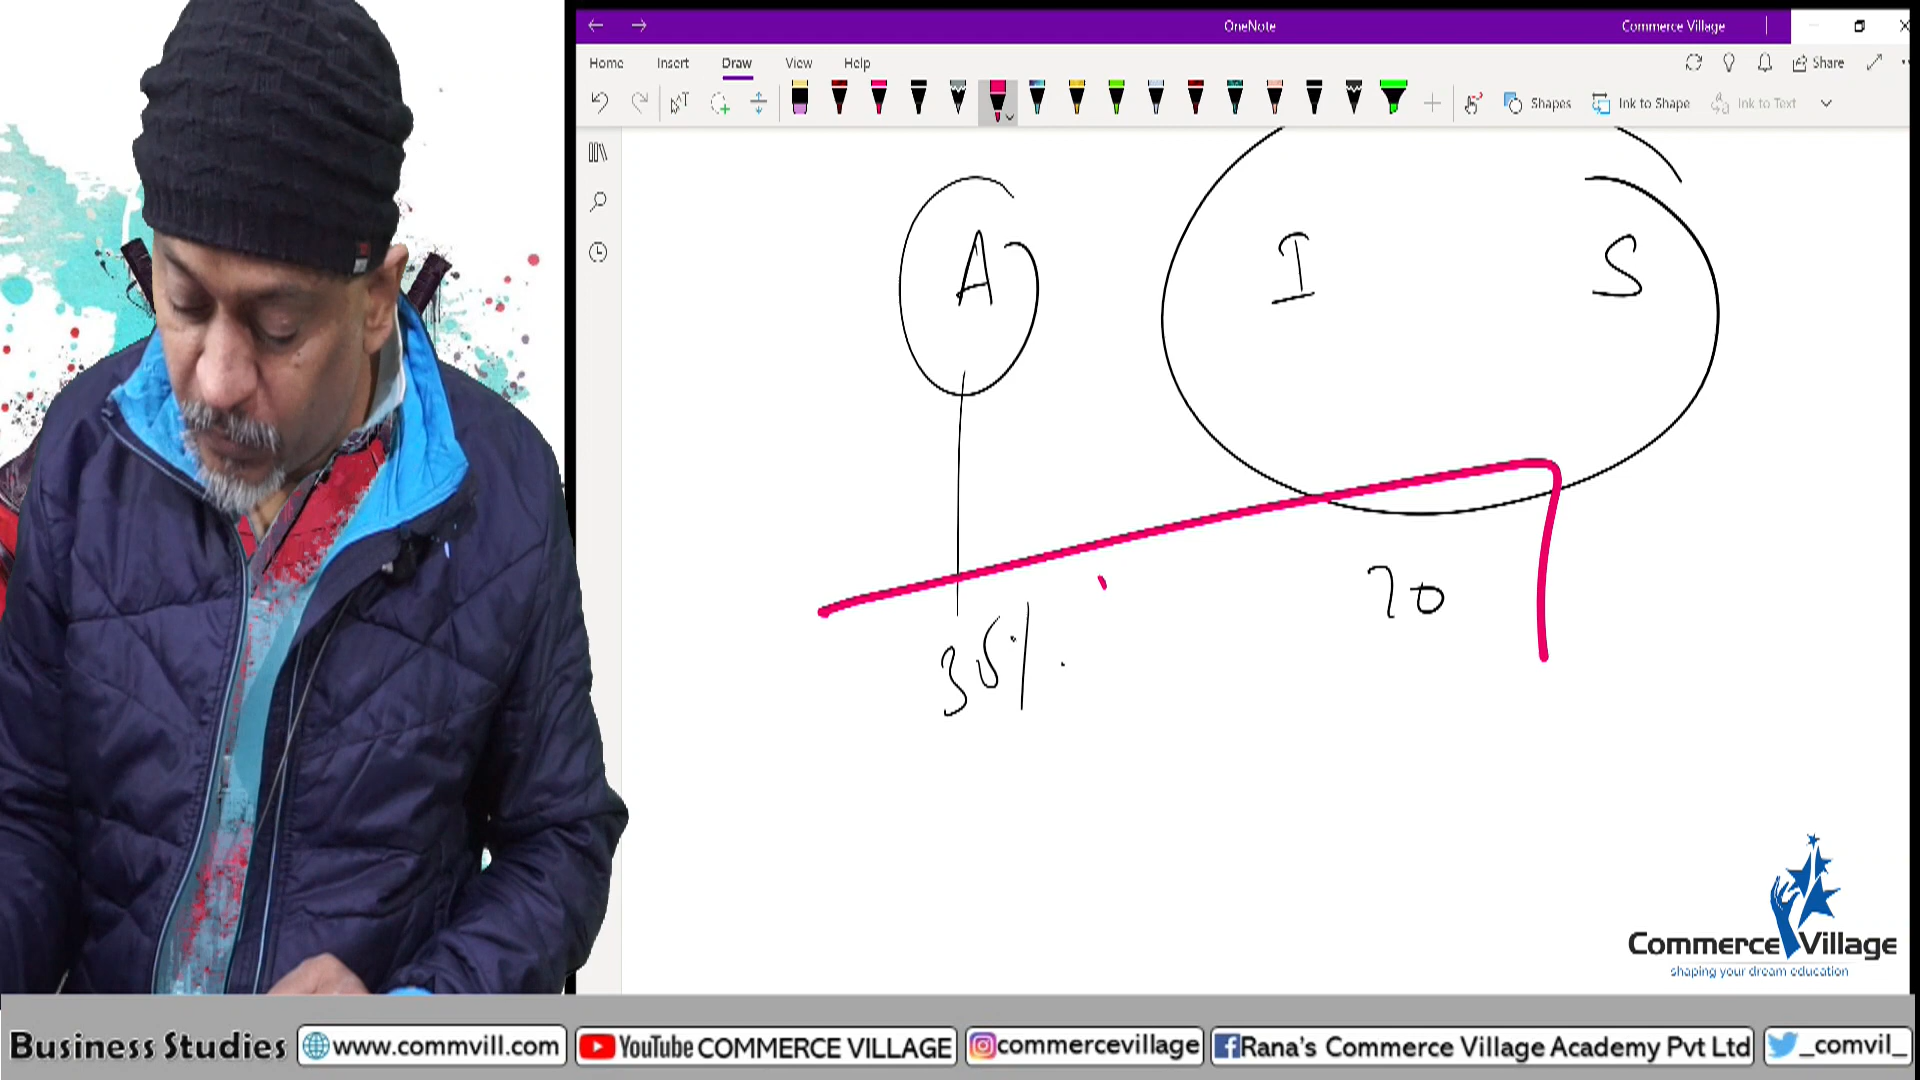 OneNote
Commerce Village
Home Insert Draw View Help
Share
Shapes Ink to Shape Ink to Text
A I S
70
35%.
Commerce Village
shaping your dream education
Business Studies www.commvill.com YouTube COMMERCE VILLAGE commercevillage Rana's Commerce Village Academy Pvt Ltd _comvil_